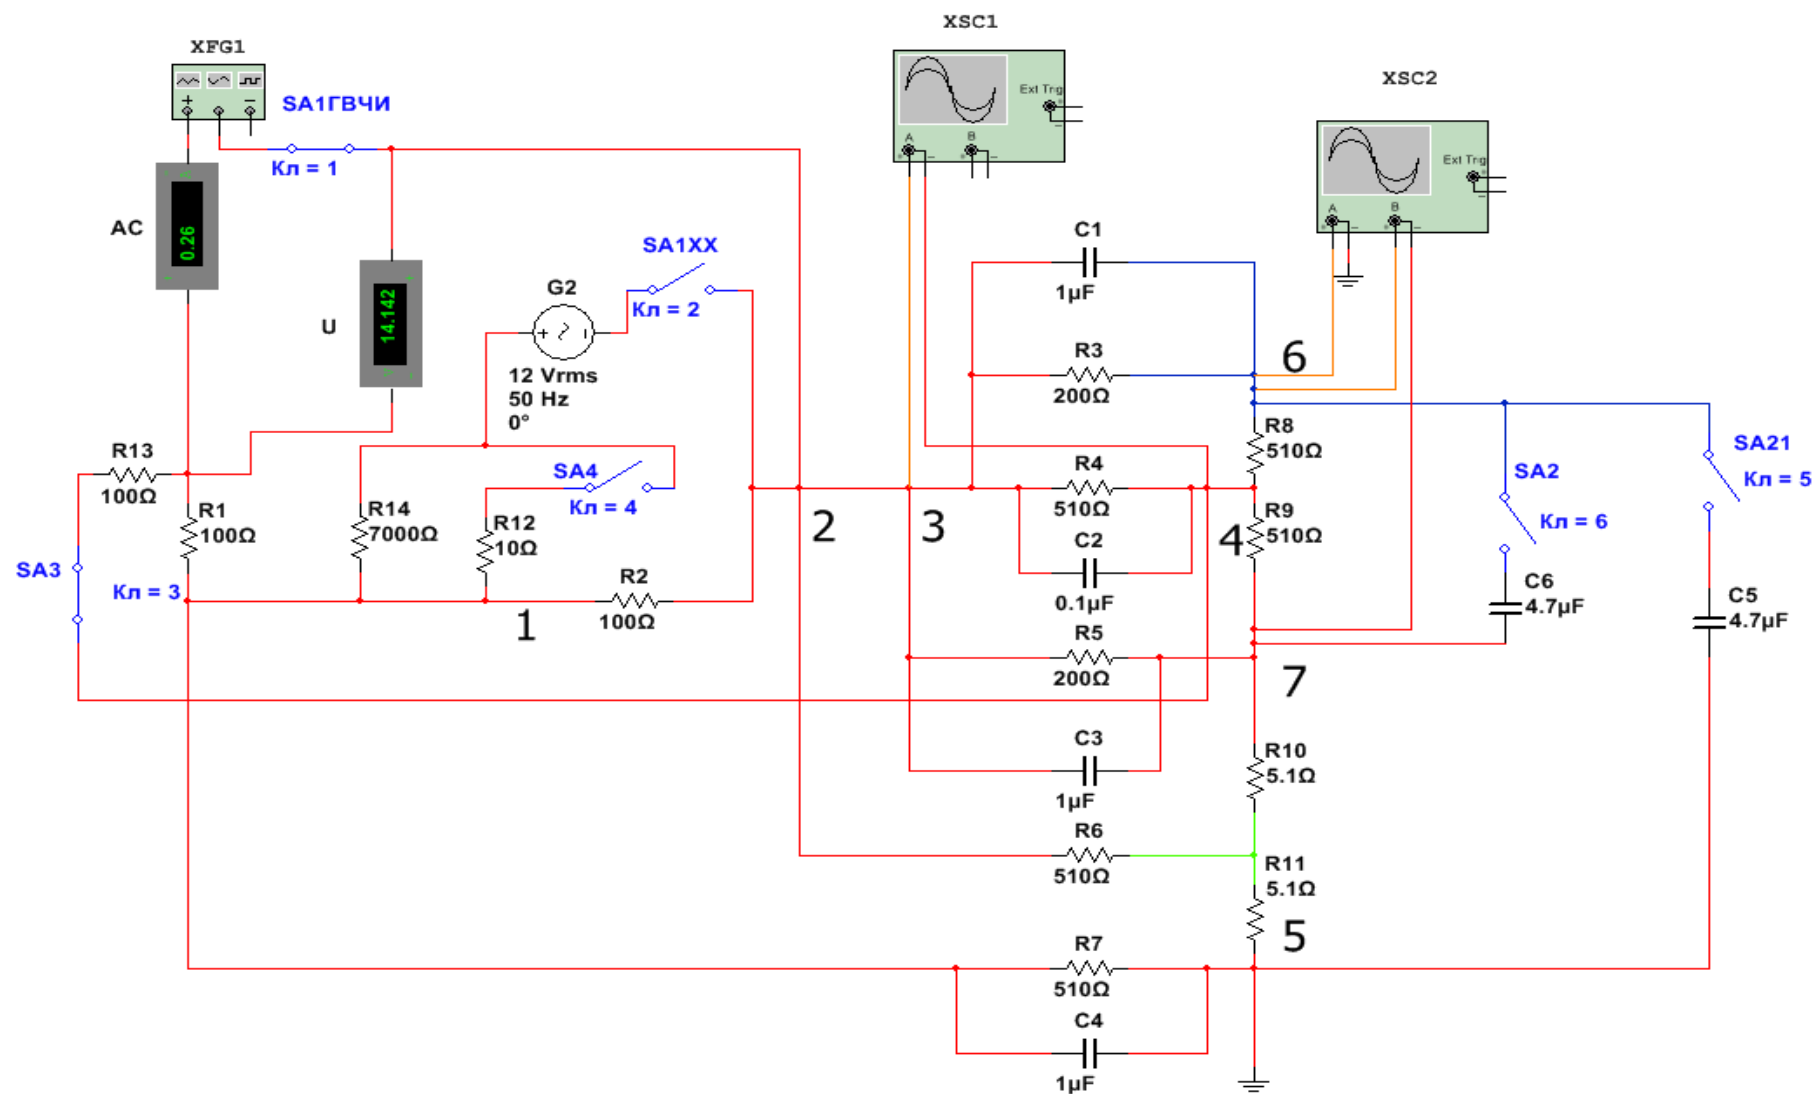 XSC1
XFG1
XSC2
SA1ГВЧИ
Ext Trig
A
B
Кл = 1
Ext Trig
A
B
AC
0.26
SA1XX
C1
G2
1µF
Кл = 2
U
14.142
R3
6
12 Vrms
50 Hz
0°
200Ω
R8
510Ω
SA21
R13
R4
SA2
SA4
Кл = 5
100Ω
R1
100Ω
R14
7000Ω
Кл = 4
R12
10Ω
510Ω
2
3
4
R9
510Ω
Кл = 6
C2
SA3
R2
Кл = 3
0.1µF
C6
4.7µF
C5
4.7µF
1
100Ω
R5
200Ω
7
C3
R10
5.1Ω
1µF
R6
R11
5.1Ω
510Ω
5
R7
510Ω
C4
1µF